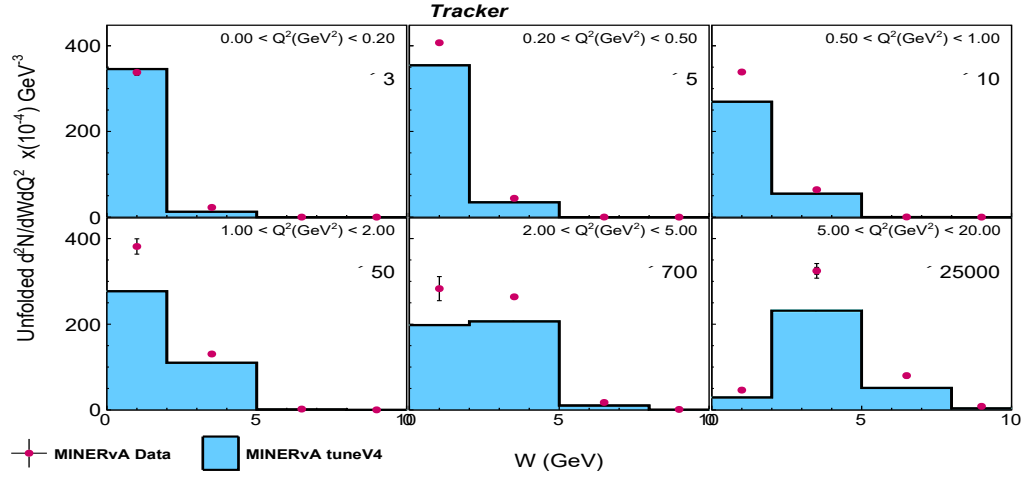 Tracker
Unfolded d²N/dWdQ² x(10⁻⁴) GeV⁻³
400
200
0
0.00 < Q²(GeV²) < 0.20
´ 3
0.20 < Q²(GeV²) < 0.50
´ 5
0.50 < Q²(GeV²) < 1.00
´ 10
400
200
0
1.00 < Q²(GeV²) < 2.00
´ 50
2.00 < Q²(GeV²) < 5.00
´ 700
5.00 < Q²(GeV²) < 20.00
´ 25000
0 5 10 0 5 10 0 5 10
MINERvA Data
MINERvA tuneV4
W (GeV)